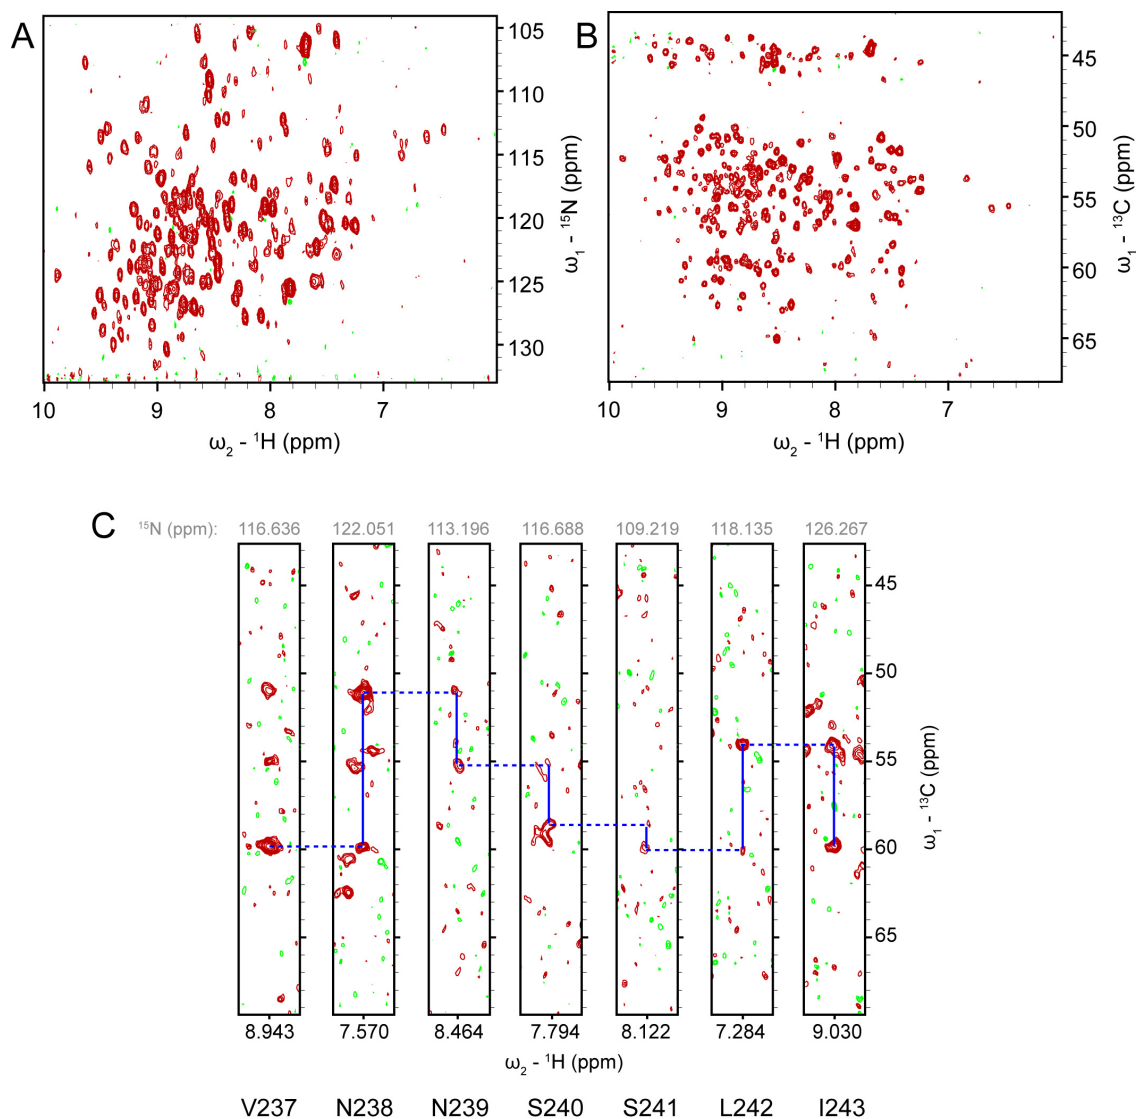 A
105
110
115
120
125
130
ω1 - 15N (ppm)
10 9 8 7
ω2 - 1H (ppm)
B
45
50
55
60
65
ω1 - 13C (ppm)
10 9 8 7
ω2 - 1H (ppm)
C
15N (ppm): 116.636 122.051 113.196 116.688 109.219 118.135 126.267
45
50
55
60
65
ω1 - 13C (ppm)
8.943 7.570 8.464 7.794 8.122 7.284 9.030
ω2 - 1H (ppm)
V237 N238 N239 S240 S241 L242 I243